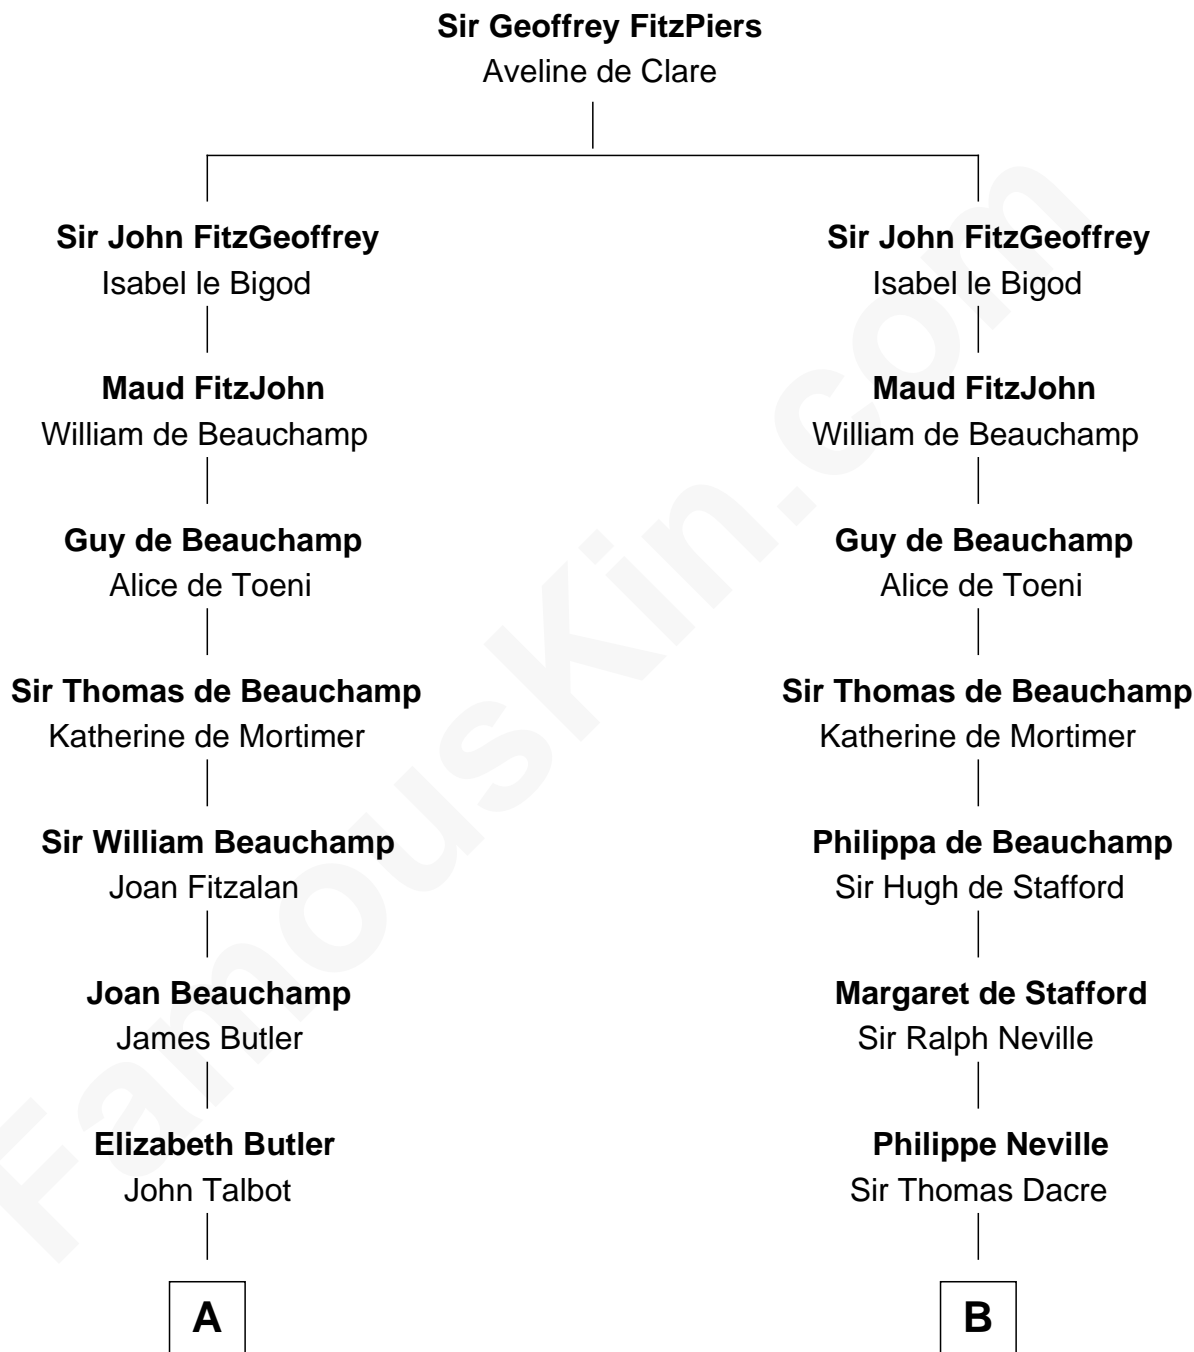 Sir Geoffrey FitzPiers
Aveline de Clare
Sir John FitzGeoffrey
Isabel le Bigod
Maud FitzJohn
William de Beauchamp
Guy de Beauchamp
Alice de Toeni
Sir Thomas de Beauchamp
Katherine de Mortimer
Sir William Beauchamp
Joan Fitzalan
Joan Beauchamp
James Butler
Elizabeth Butler
John Talbot
A
Sir John FitzGeoffrey
Isabel le Bigod
Maud FitzJohn
William de Beauchamp
Guy de Beauchamp
Alice de Toeni
Sir Thomas de Beauchamp
Katherine de Mortimer
Philippa de Beauchamp
Sir Hugh de Stafford
Margaret de Stafford
Sir Ralph Neville
Philippe Neville
Sir Thomas Dacre
B
FamousKin.com